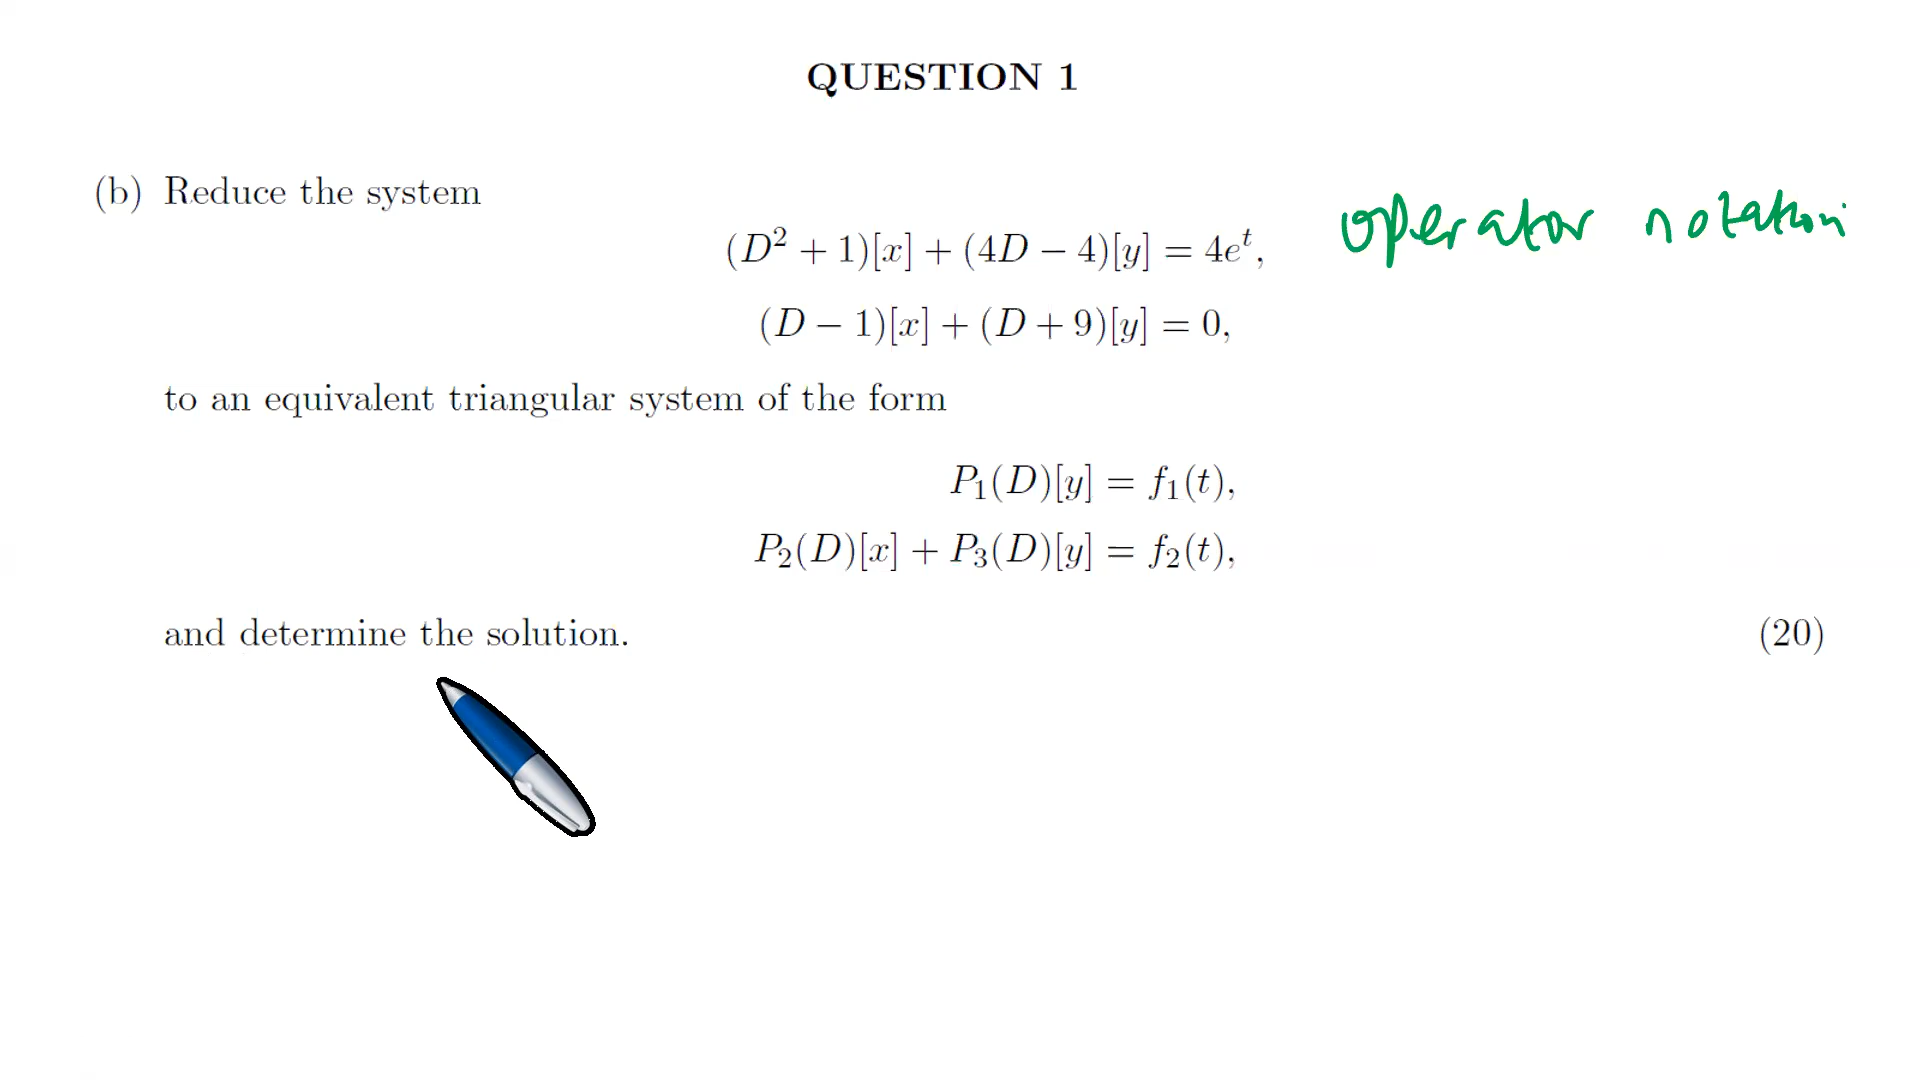 QUESTION 1
(b) Reduce the system
(D² + 1)[x] + (4D − 4)[y] = 4eᵗ,
operator notation
(D − 1)[x] + (D + 9)[y] = 0,
to an equivalent triangular system of the form
P₁(D)[y] = f₁(t),
P₂(D)[x] + P₃(D)[y] = f₂(t),
and determine the solution. (20)